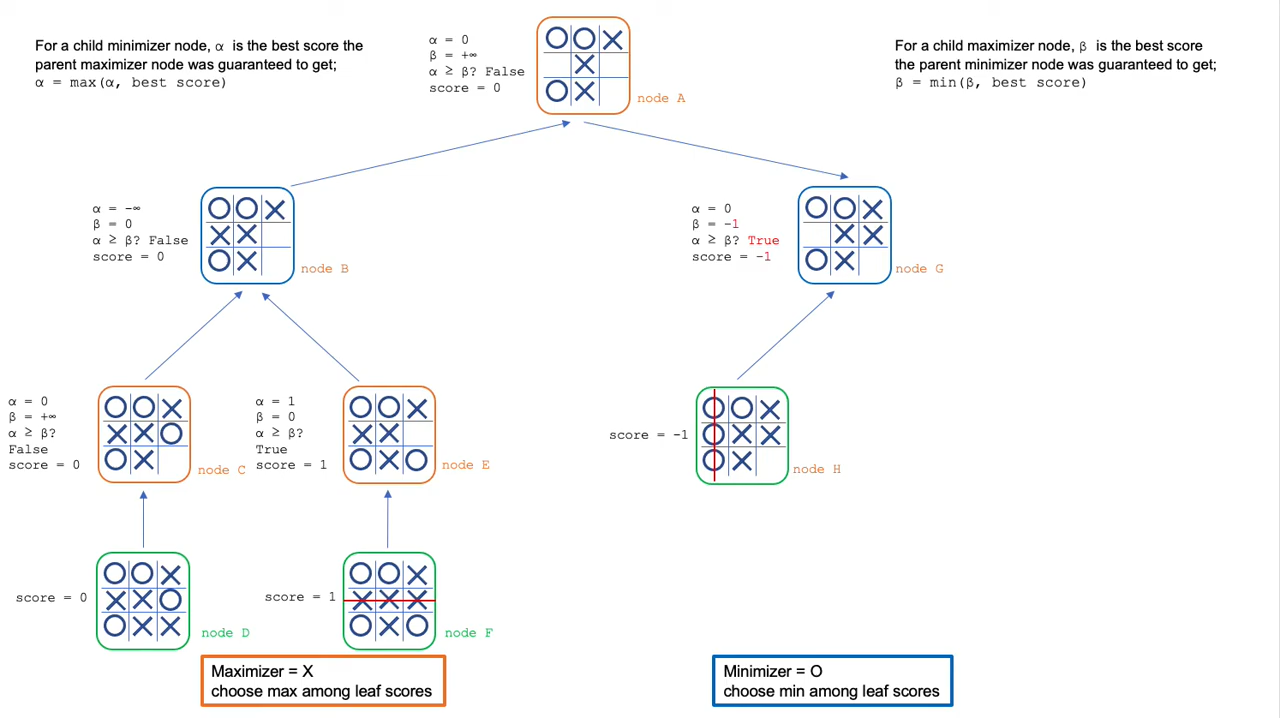 For a child minimizer node, α is the best score the
parent maximizer node was guaranteed to get;
α = max(α, best score)
α = 0
β = +∞
α ≥ β? False
score = 0
node A
For a child maximizer node, β is the best score
the parent minimizer node was guaranteed to get;
β = min(β, best score)
α = -∞
β = 0
α ≥ β? False
score = 0
node B
α = 0
β = -1
α ≥ β? True
score = -1
node G
α = 0
β = +∞
α ≥ β?
False
score = 0
node C
α = 1
β = 0
α ≥ β?
True
score = 1
node E
score = -1
node H
score = 0
node D
score = 1
node F
Maximizer = X
choose max among leaf scores
Minimizer = O
choose min among leaf scores